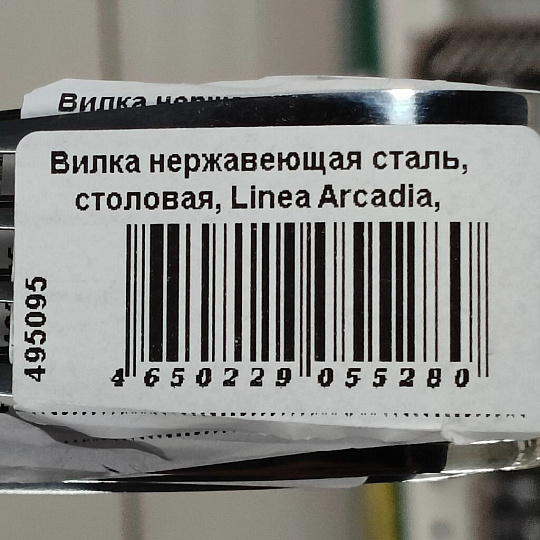 Вилка
Вилка нержавеющая сталь,
столовая, Linea Arcadia,
495095
4 650229 055280